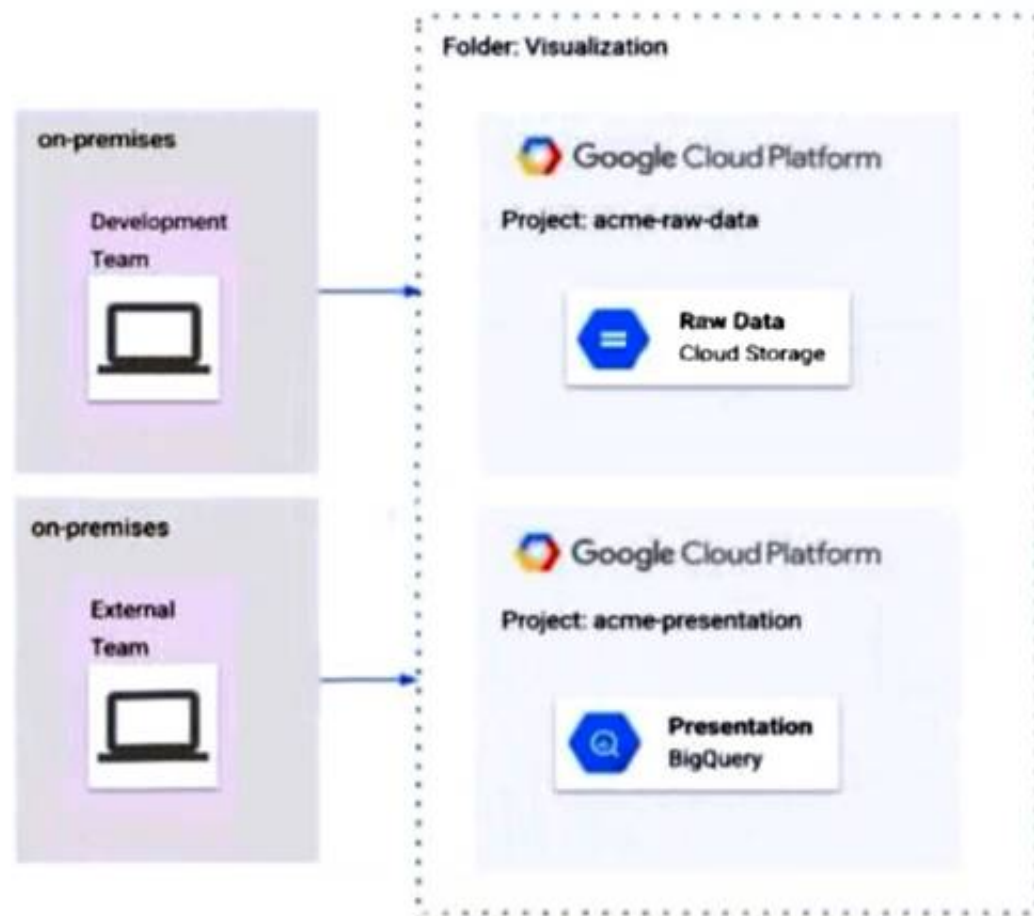 Folder: Visualization
on-premises
Development
Team
Google Cloud Platform
Project: acme-raw-data
Raw Data
Cloud Storage
on-premises
External
Team
Google Cloud Platform
Project: acme-presentation
Presentation
BigQuery